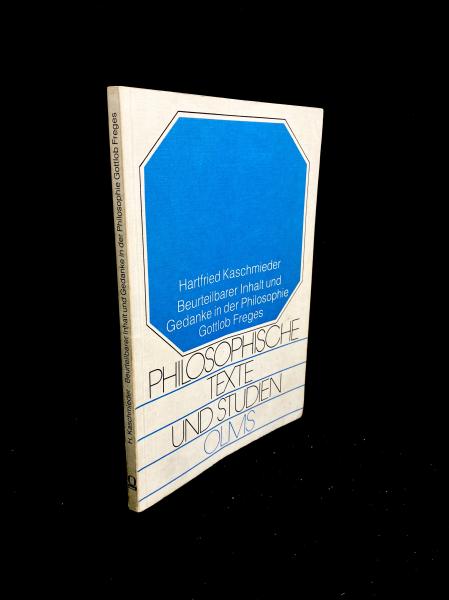 H. Kaschmieder Beurteilbarer Inhalt und Gedanke in der Philosophie Gottlob Freges
Hartfried Kaschmieder
Beurteilbarer Inhalt und
Gedanke in der Philosophie
Gottlob Freges
PHILOSOPHISCHE
TEXTE
UND STUDIEN
OLMS